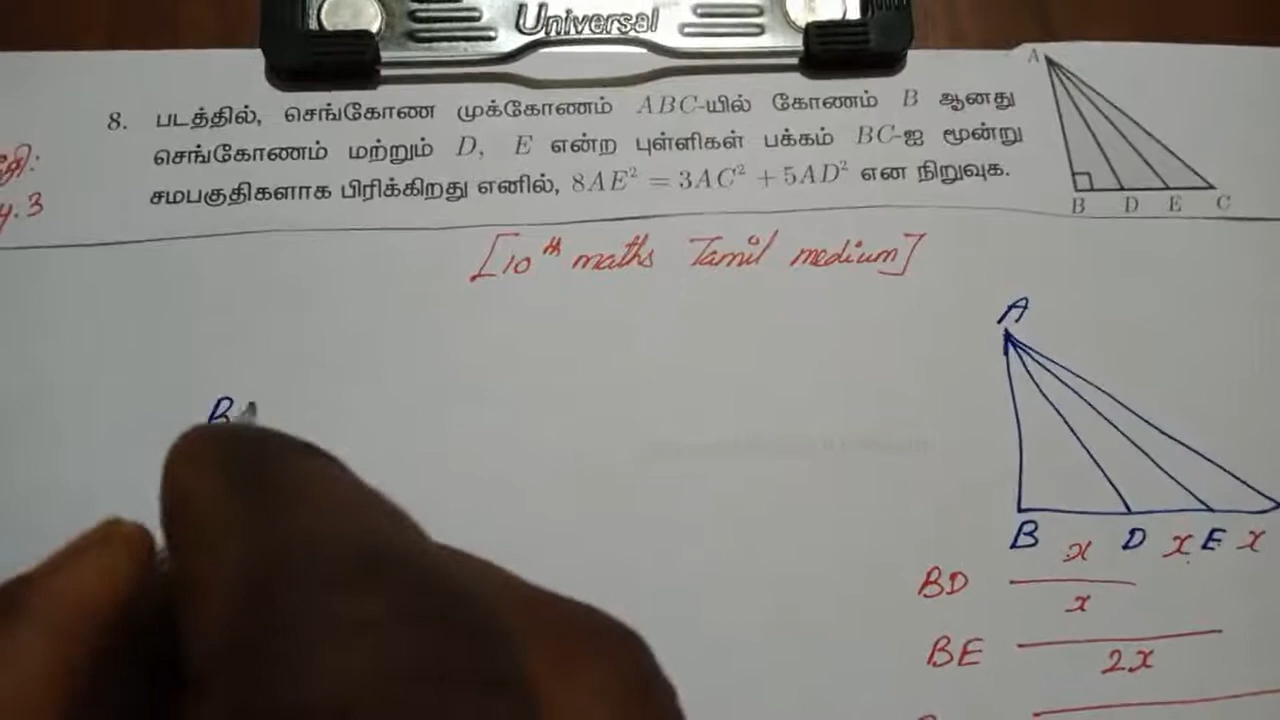 Universal
8. படத்தில், செங்கோண முக்கோணம் ABC-யில் கோணம் B ஆனது
செங்கோணம் மற்றும் D, E என்ற புள்ளிகள் பக்கம் BC-ஐ மூன்று
சமபகுதிகளாக பிரிக்கிறது எனில், 8AE² = 3AC² + 5AD² என நிறுவுக.
A
B D E C
[10th maths Tamil medium]
A
B D E
x x x
BD x
BE 2x